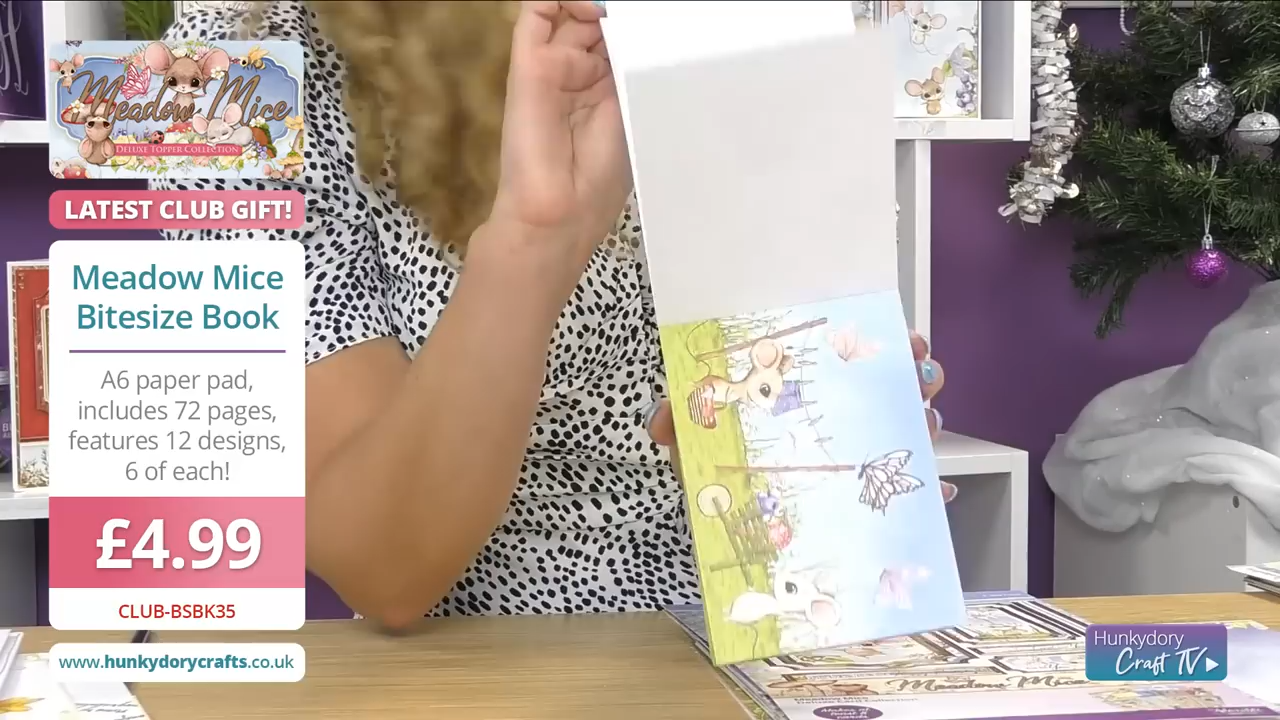 Meadow Mice
DELUXE TOPPER COLLECTION
LATEST CLUB GIFT!
Meadow Mice
Bitesize Book
A6 paper pad,
includes 72 pages,
features 12 designs,
6 of each!
£4.99
CLUB-BSBK35
www.hunkydorycrafts.co.uk
Hunkydory
Craft TV
Meadow Mice